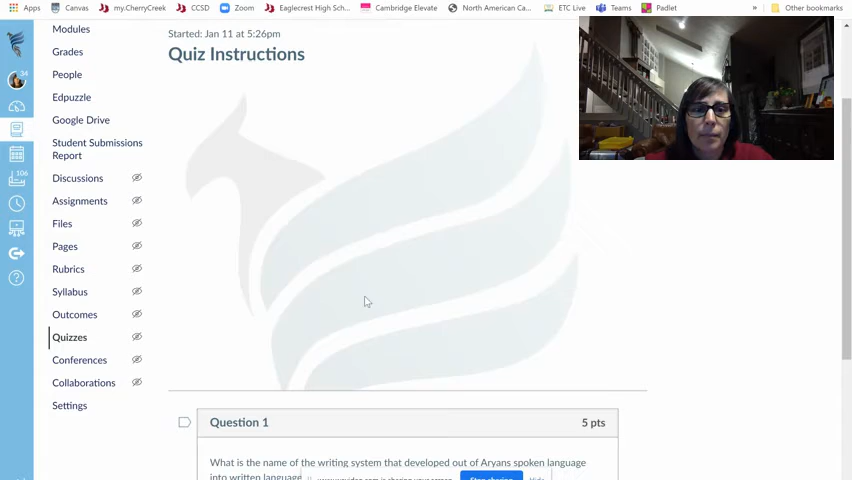 Apps Canvas my.CherryCreek CCSD Zoom Eaglecrest High Sch... Cambridge Elevate North American Ca... ETC Live Teams Padlet » Other bookmarks
Modules
Started: Jan 11 at 5:26pm
Grades
Quiz Instructions
People
34
Edpuzzle
Google Drive
Student Submissions
Report
106
Discussions
Assignments
Files
Pages
Rubrics
Syllabus
Outcomes
Quizzes
Conferences
Collaborations
Settings
Question 1 5 pts
What is the name of the writing system that developed out of Aryans spoken language
into written language
Stop sharing Hide